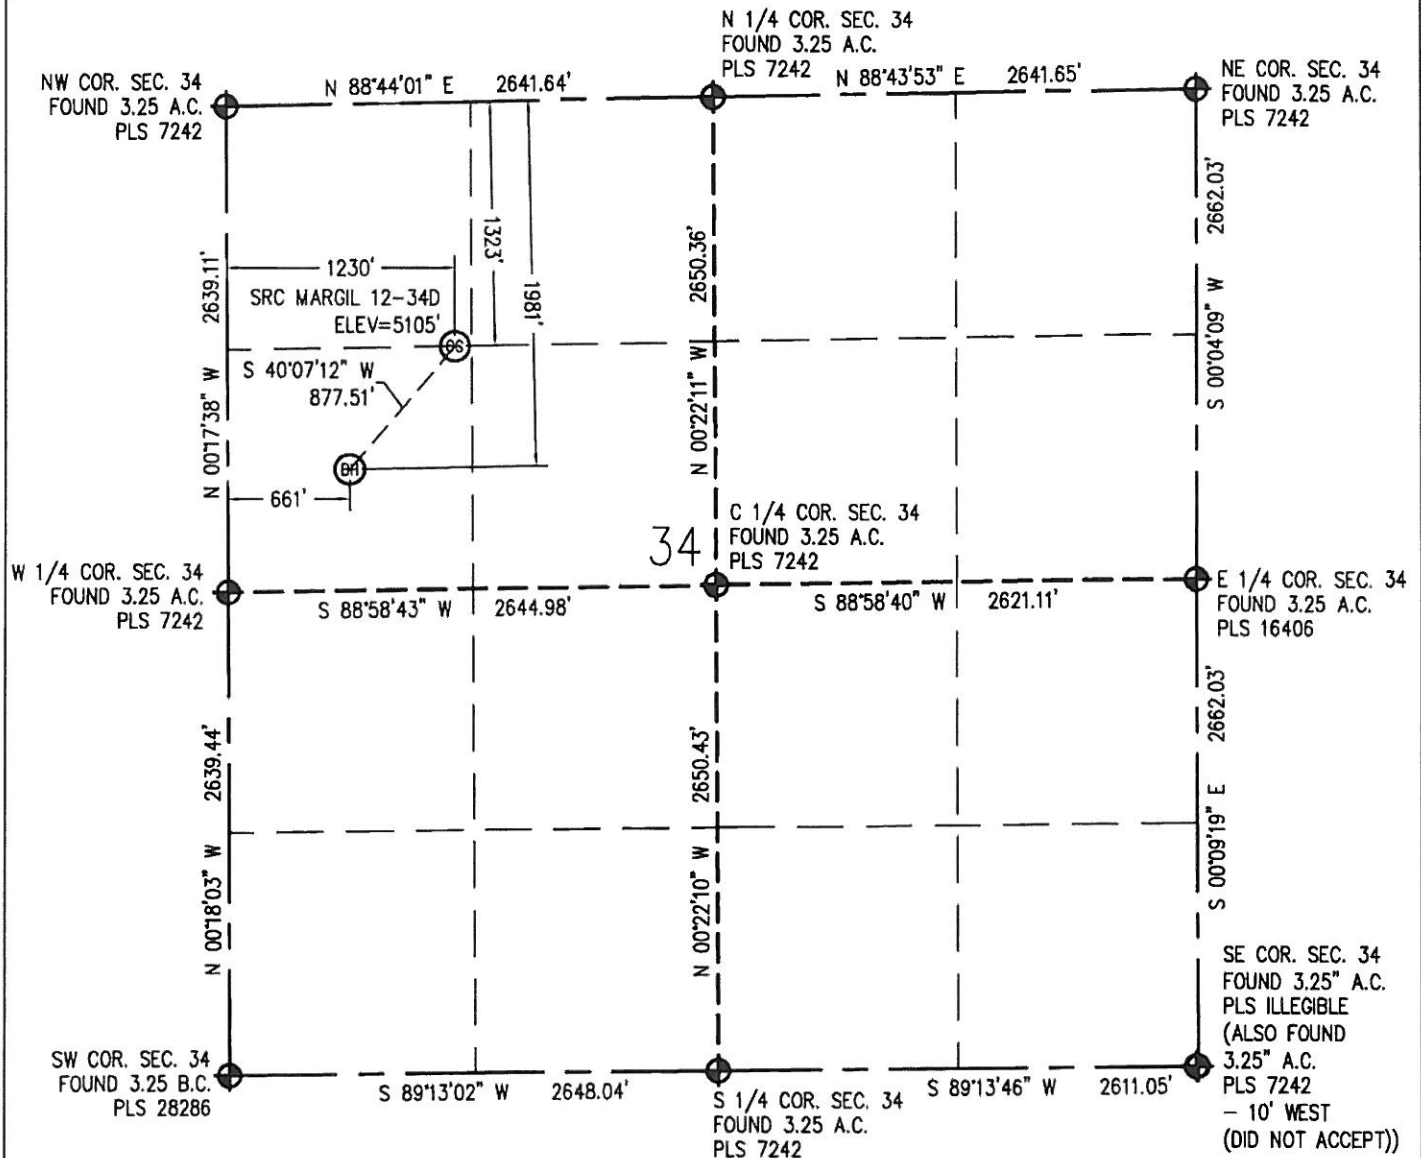 N 1/4 COR. SEC. 34
FOUND 3.25 A.C.
PLS 7242
NW COR. SEC. 34
FOUND 3.25 A.C.
PLS 7242
N 88°44'01" E 2641.64'
N 88°43'53" E 2641.65'
NE COR. SEC. 34
FOUND 3.25 A.C.
PLS 7242
2639.11'
N 00°17'38" W
1230'
1323'
1981'
SRC MARGIL 12-34D
ELEV=5105'
S 40°07'12" W
877.51'
BH
661'
2650.36'
N 00°22'11" W
2662.03'
S 00°04'09" W
34
C 1/4 COR. SEC. 34
FOUND 3.25 A.C.
PLS 7242
W 1/4 COR. SEC. 34
FOUND 3.25 A.C.
PLS 7242
S 88°58'43" W 2644.98'
S 88°58'40" W 2621.11'
E 1/4 COR. SEC. 34
FOUND 3.25 A.C.
PLS 16406
2639.44'
N 00°18'03" W
2650.43'
N 00°22'10" W
2662.03'
S 00°09'19" E
SW COR. SEC. 34
FOUND 3.25 B.C.
PLS 28286
S 89°13'02" W 2648.04'
S 1/4 COR. SEC. 34
FOUND 3.25 A.C.
PLS 7242
S 89°13'46" W 2611.05'
SE COR. SEC. 34
FOUND 3.25" A.C.
PLS ILLEGIBLE
(ALSO FOUND
3.25" A.C.
PLS 7242
- 10' WEST
(DID NOT ACCEPT))